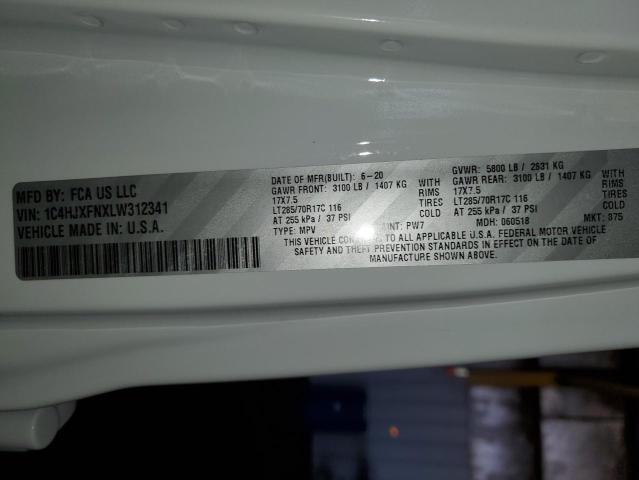 MFD BY: FCA US LLC
VIN: 1C4HJXFNXLW312341
VEHICLE MADE IN: U.S.A.
DATE OF MFR(BUILT): 6-20
GAWR FRONT: 3100 LB / 1407 KG WITH
17X7.5 RIMS
LT285/70R17C 116 TIRES
AT 255 kPa / 37 PSI COLD
TYPE: MPV
GVWR: 5800 LB / 2631 KG
GAWR REAR: 3100 LB / 1407 KG WITH
17X7.5 RIMS
LT285/70R17C 116 TIRES
AT 255 kPa / 37 PSI COLD
PAINT: PW7 MDH: 060518 MKT: 375
THIS VEHICLE CONFORMS TO ALL APPLICABLE U.S.A. FEDERAL MOTOR VEHICLE
SAFETY AND THEFT PREVENTION STANDARDS IN EFFECT ON THE DATE OF
MANUFACTURE SHOWN ABOVE.